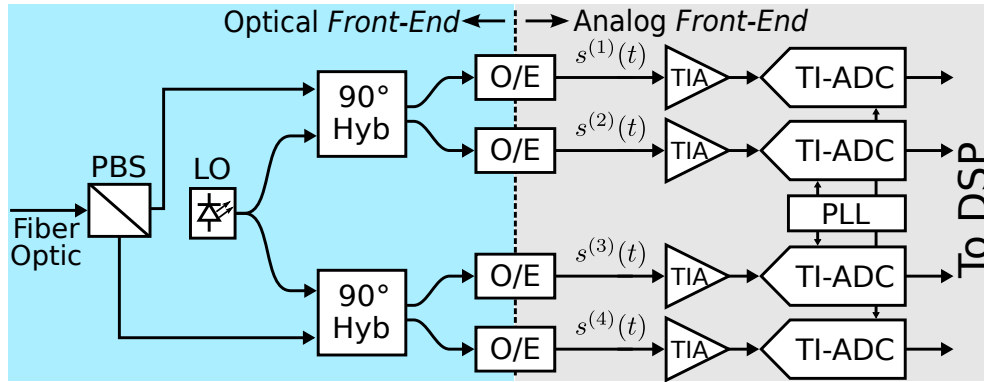 Optical Front-End
Analog Front-End
PBS
LO
Fiber
Optic
90°
Hyb
90°
Hyb
O/E
s^{(1)}(t)
TIA
TI-ADC
O/E
s^{(2)}(t)
TIA
TI-ADC
PLL
O/E
s^{(3)}(t)
TIA
TI-ADC
O/E
s^{(4)}(t)
TIA
TI-ADC
To DSP